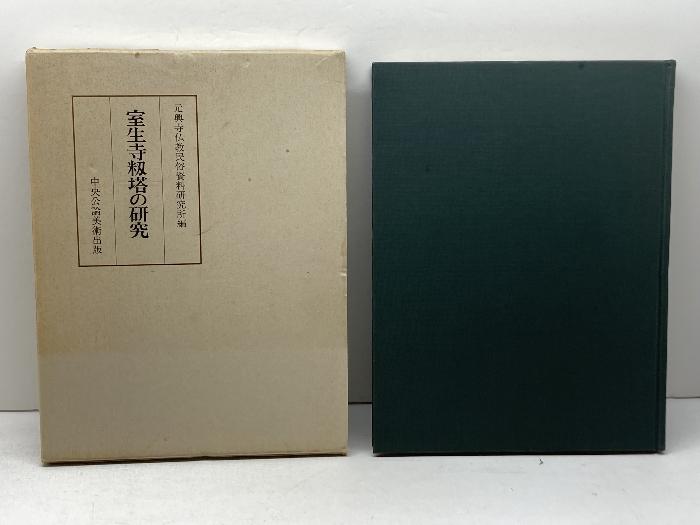 元興寺仏教民俗資料研究所編
室生寺籾塔の研究
中央公論美術出版